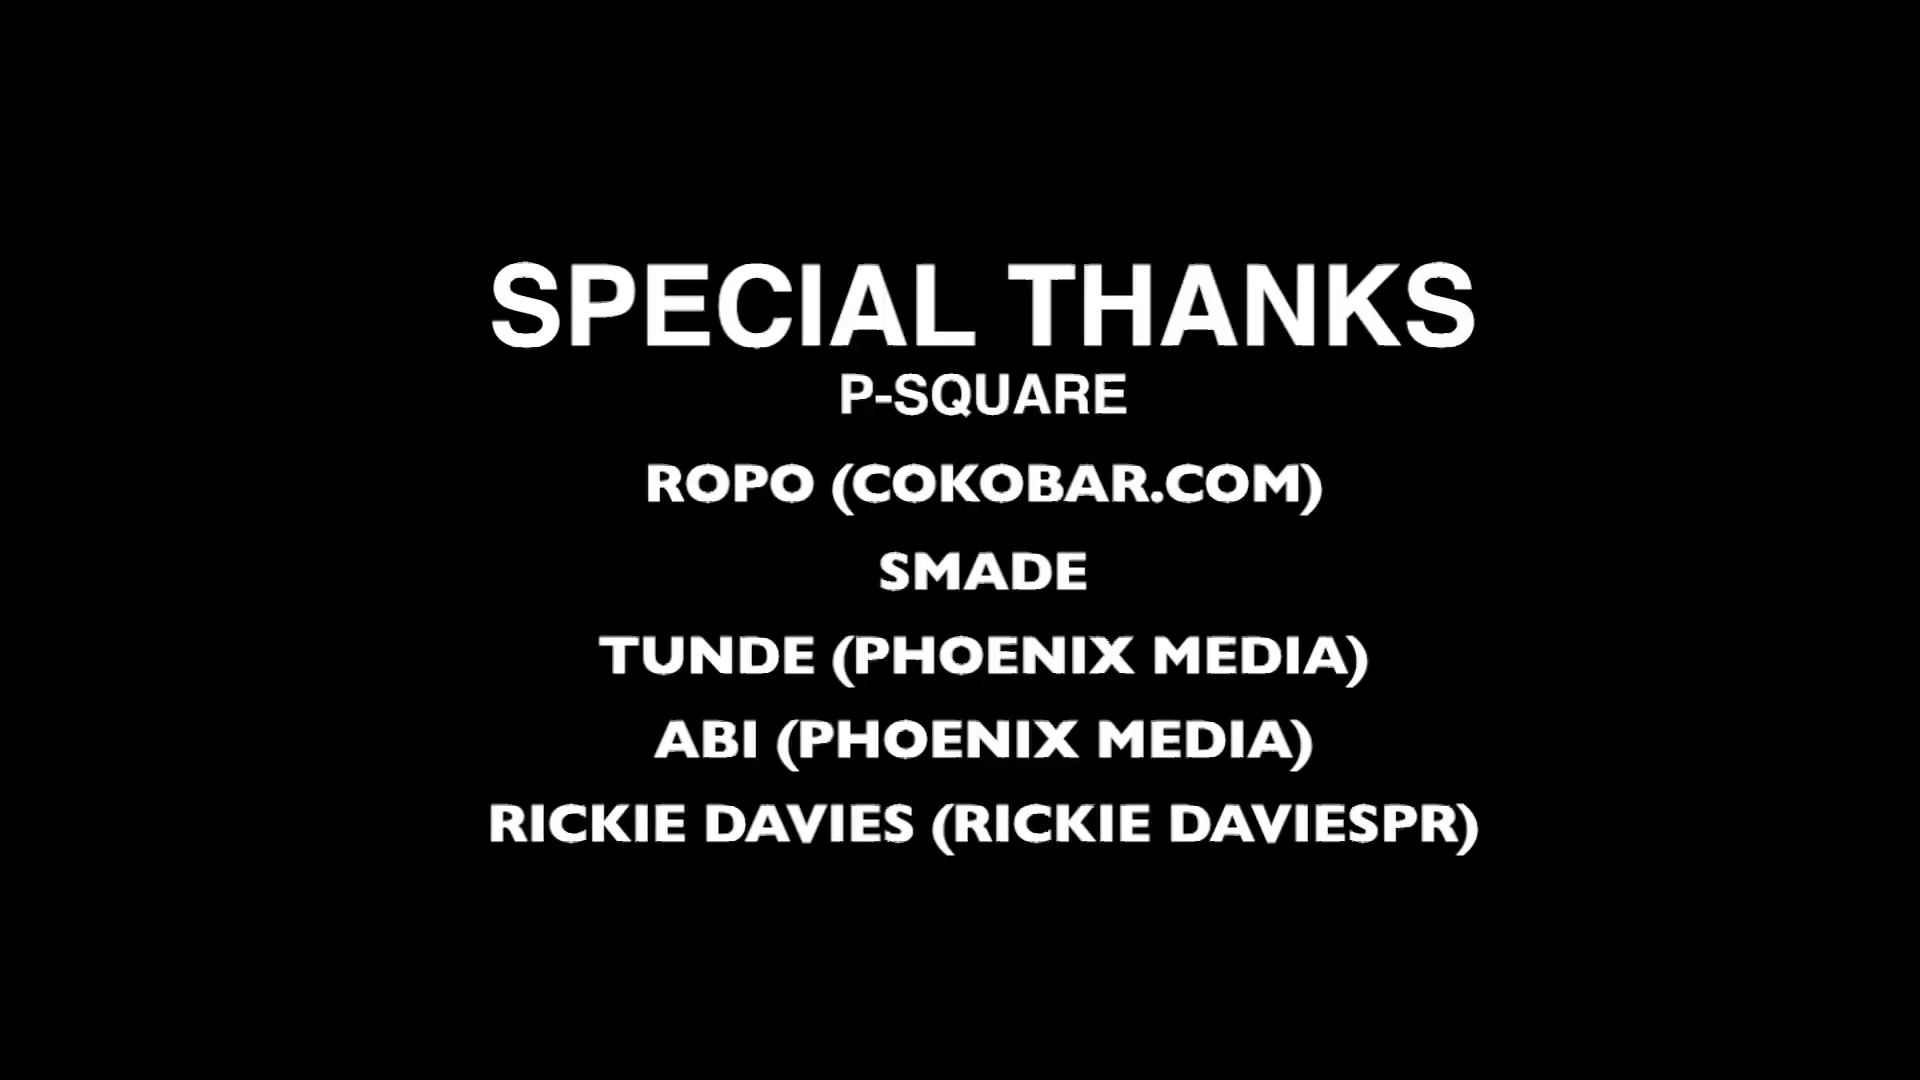 SPECIAL THANKS
P-SQUARE
ROPO (COKOBAR.COM)
SMADE
TUNDE (PHOENIX MEDIA)
ABI (PHOENIX MEDIA)
RICKIE DAVIES (RICKIE DAVIESPR)